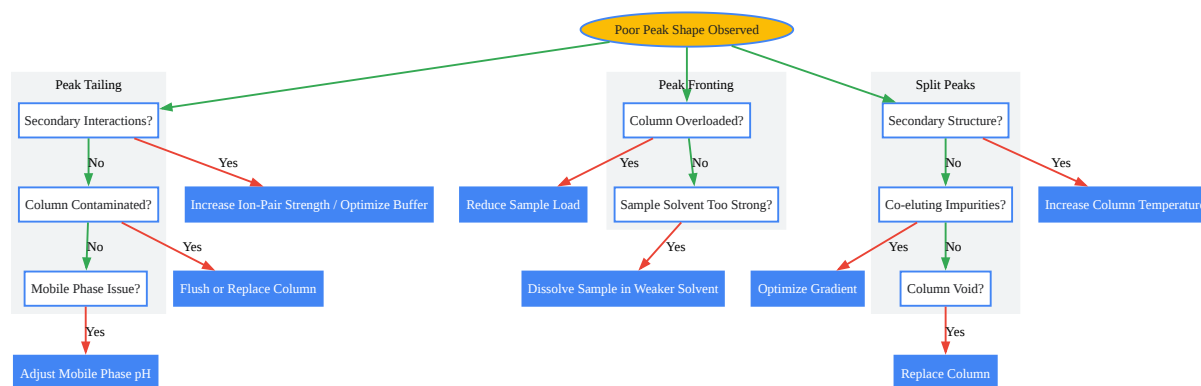 Poor Peak Shape Observed
Peak Tailing
Peak Fronting
Split Peaks
Secondary Interactions?
Column Overloaded?
Secondary Structure?
No
Yes
Yes
No
No
Yes
Column Contaminated?
Increase Ion-Pair Strength / Optimize Buffer
Reduce Sample Load
Sample Solvent Too Strong?
Co-eluting Impurities?
Increase Column Temperature
No
Yes
Yes
Yes
No
Mobile Phase Issue?
Flush or Replace Column
Dissolve Sample in Weaker Solvent
Optimize Gradient
Column Void?
Yes
Yes
Adjust Mobile Phase pH
Replace Column